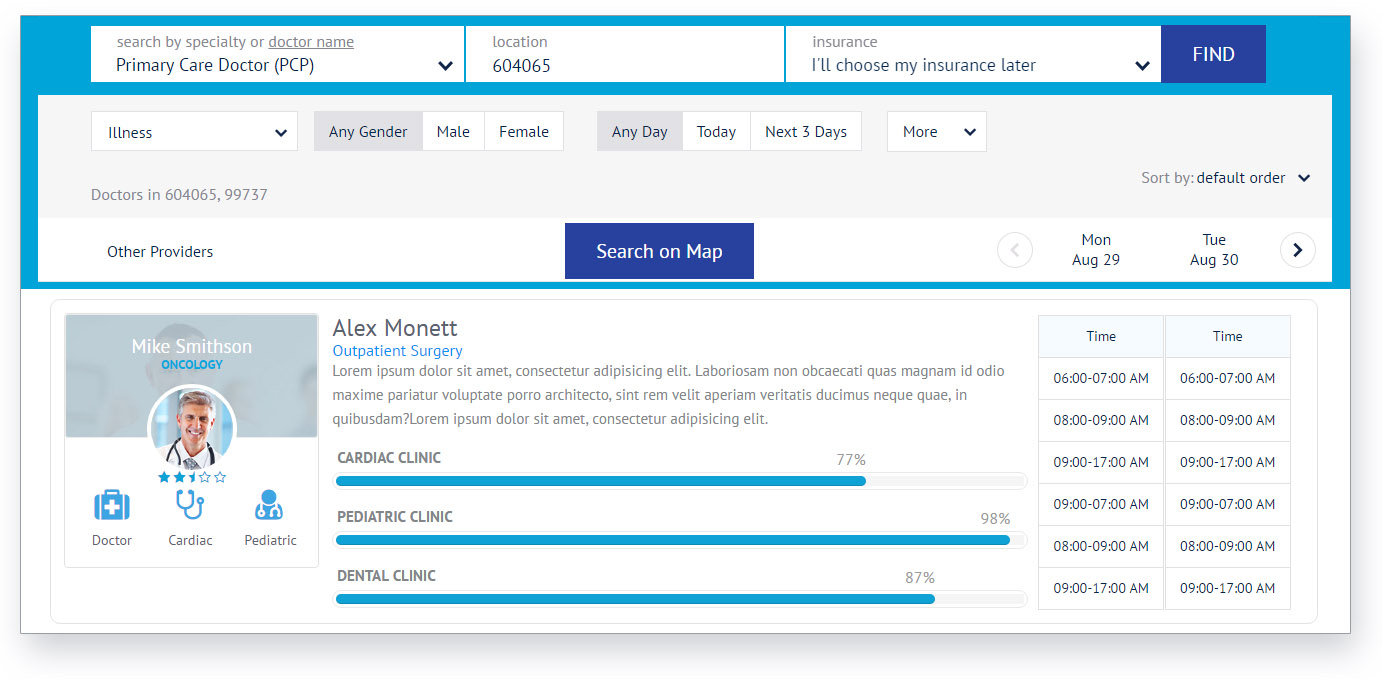 search by specialty or doctor name
Primary Care Doctor (PCP)
location
604065
insurance
I'll choose my insurance later
FIND
Illness
Any Gender Male Female
Any Day Today Next 3 Days
More
Sort by: default order
Doctors in 604065, 99737
Other Providers
Search on Map
Mon
Aug 29
Tue
Aug 30
Mike Smithson
ONCOLOGY
Doctor Cardiac Pediatric
Alex Monett
Outpatient Surgery
Lorem ipsum dolor sit amet, consectetur adipisicing elit. Laboriosam non obcaecati quas magnam id odio
maxime pariatur voluptate porro architecto, sint rem velit aperiam veritatis ducimus neque quae, in
quibusdam?Lorem ipsum dolor sit amet, consectetur adipisicing elit.
CARDIAC CLINIC 77%
PEDIATRIC CLINIC 98%
DENTAL CLINIC 87%
Time Time
06:00-07:00 AM 06:00-07:00 AM
08:00-09:00 AM 08:00-09:00 AM
09:00-17:00 AM 09:00-17:00 AM
09:00-07:00 AM 09:00-07:00 AM
08:00-09:00 AM 08:00-09:00 AM
09:00-17:00 AM 09:00-17:00 AM